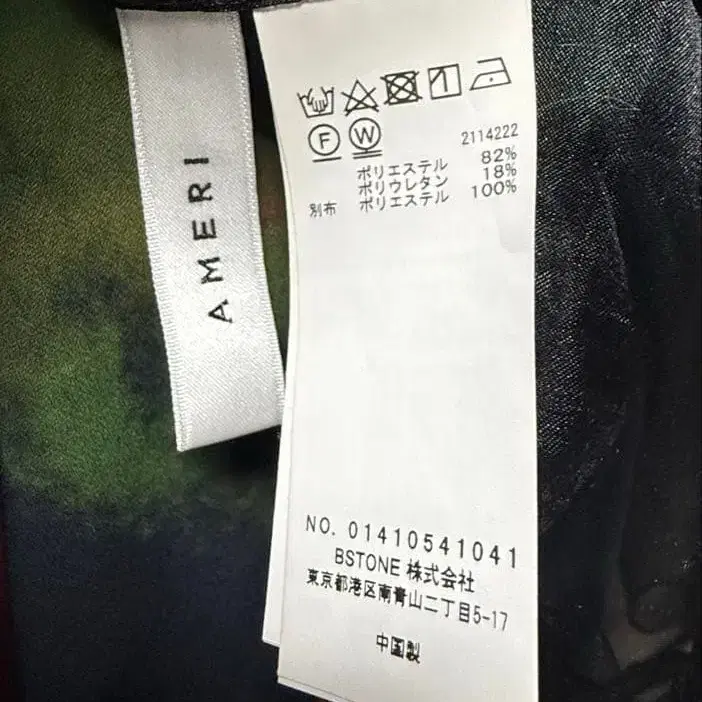 AMERI
F W
2114222
ポリエステル 82%
ポリウレタン 18%
別布 ポリエステル 100%
NO. 01410541041
BSTONE 株式会社
東京都港区南青山二丁目5-17
中国製